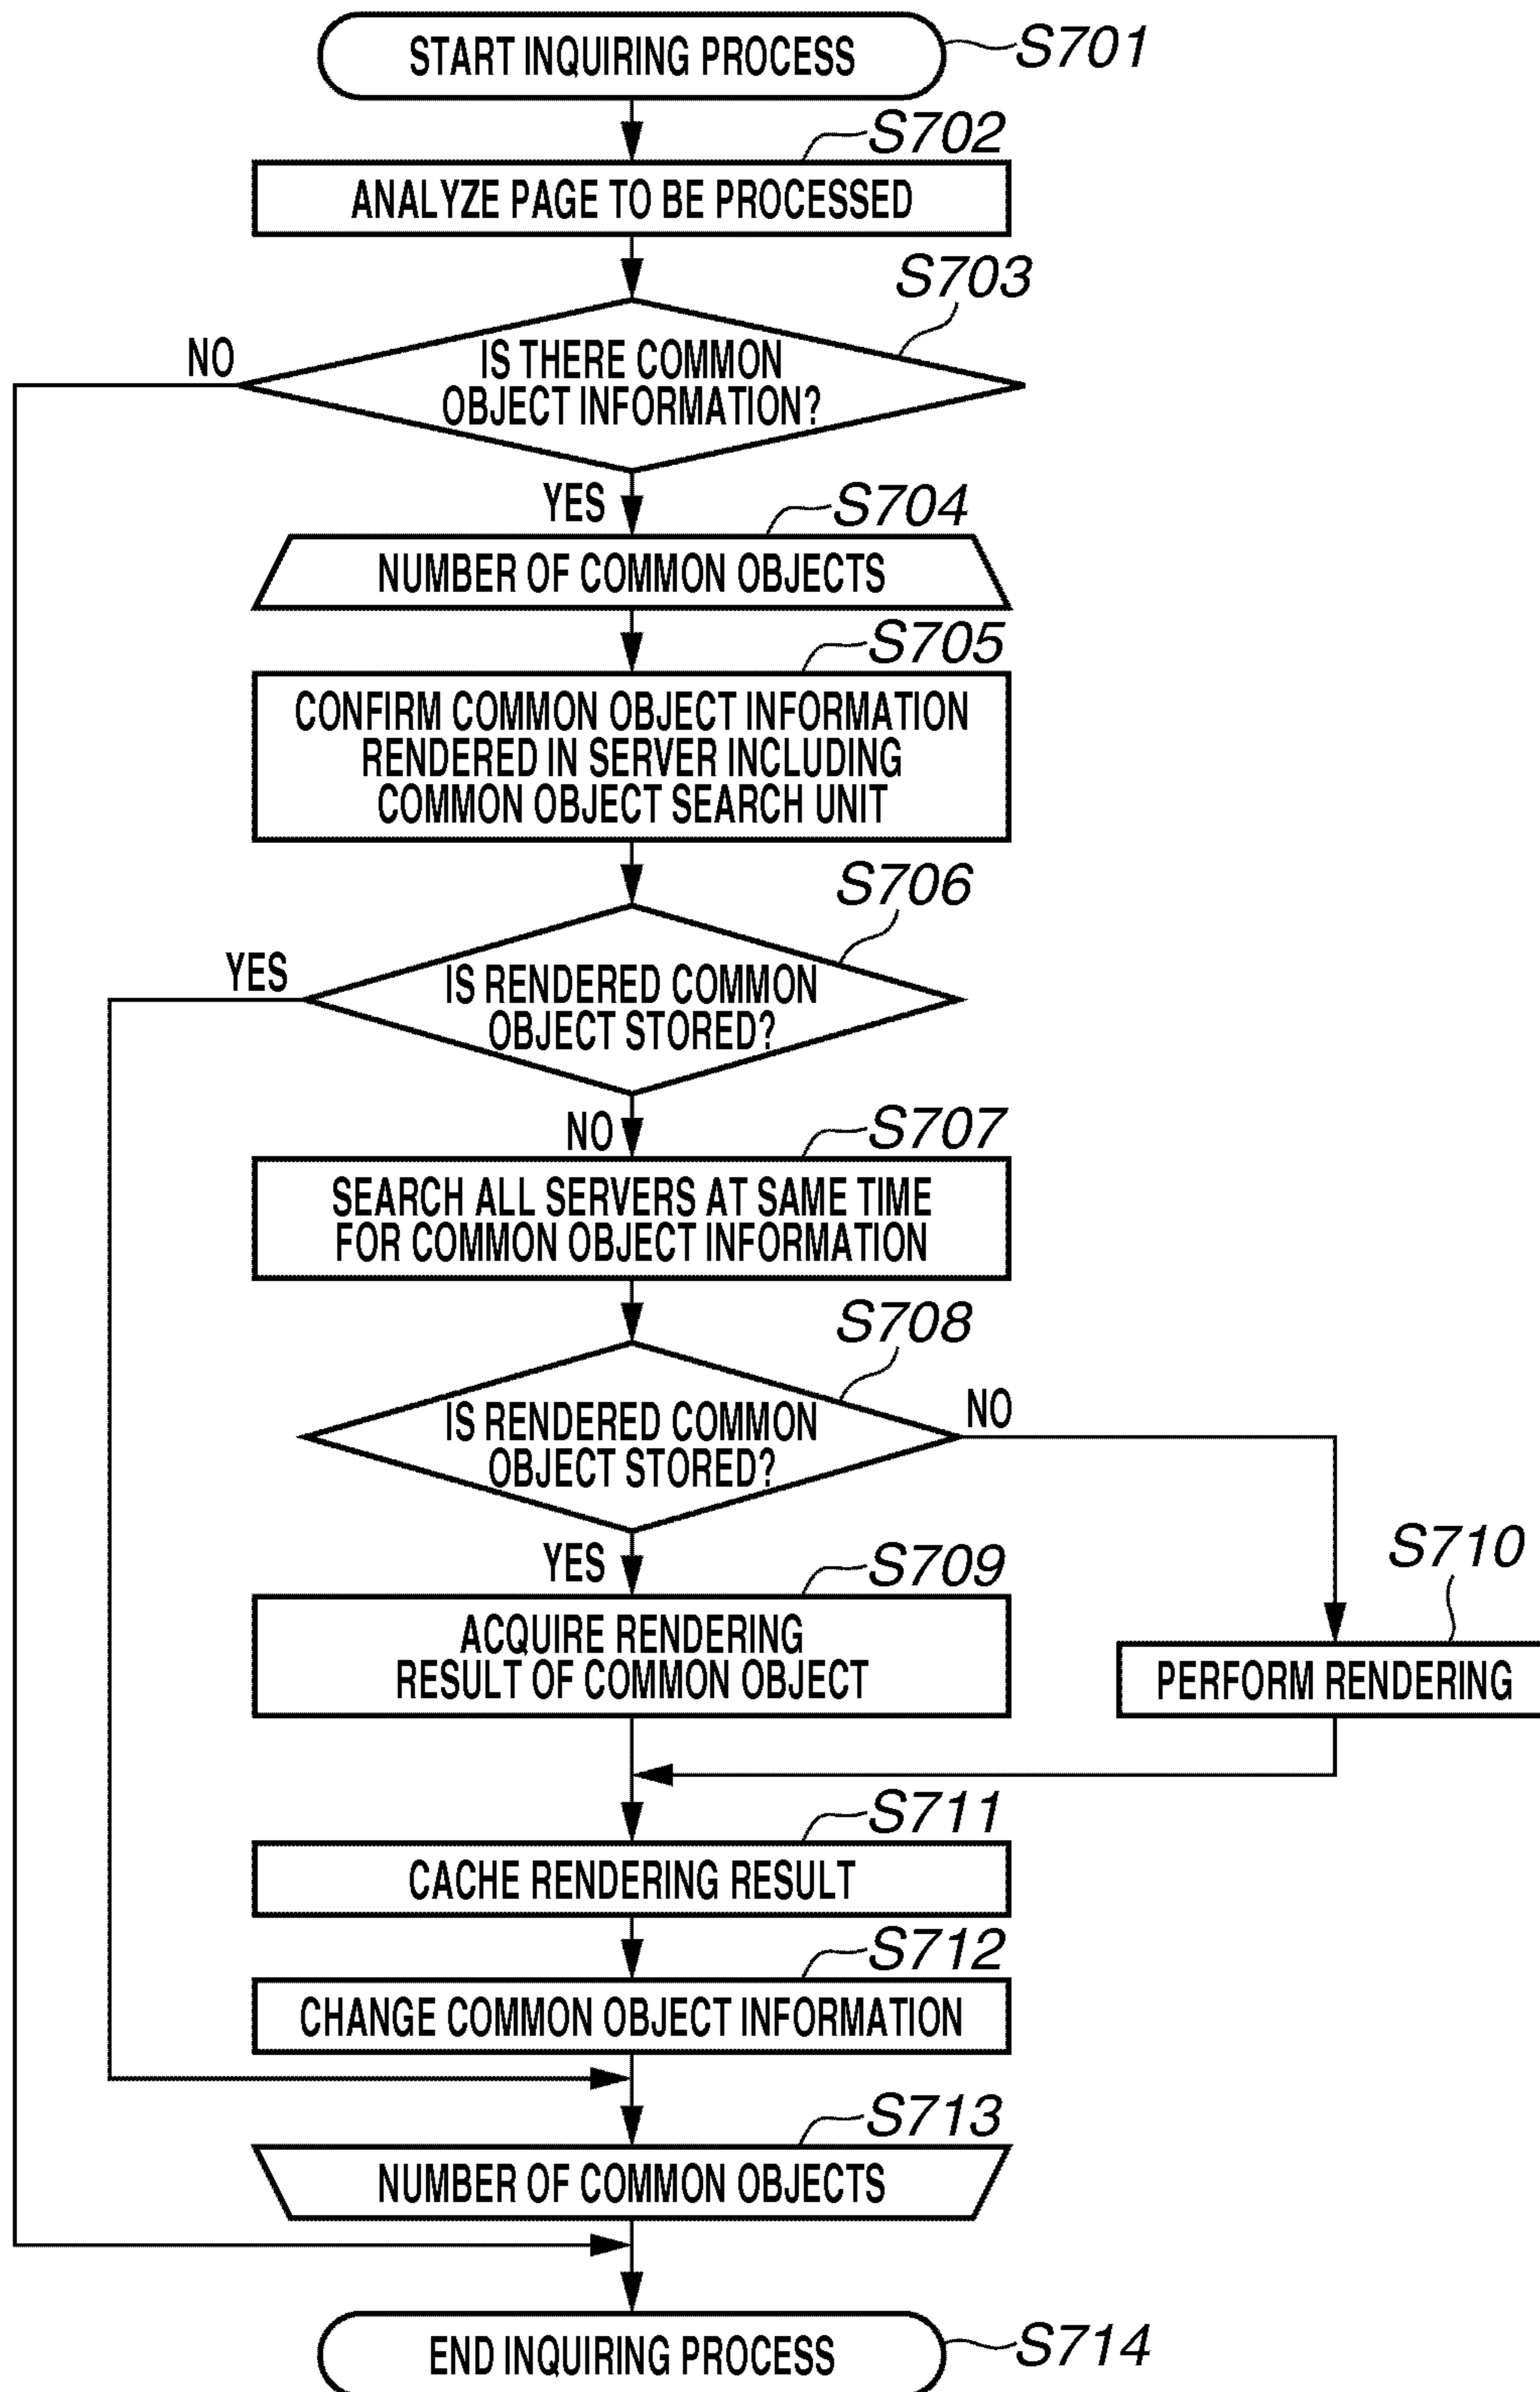 START INQUIRING PROCESS
S701
S702
ANALYZE PAGE TO BE PROCESSED
S703
NO
IS THERE COMMON
OBJECT INFORMATION?
YES
S704
NUMBER OF COMMON OBJECTS
S705
CONFIRM COMMON OBJECT INFORMATION
RENDERED IN SERVER INCLUDING
COMMON OBJECT SEARCH UNIT
S706
YES
IS RENDERED COMMON
OBJECT STORED?
NO
S707
SEARCH ALL SERVERS AT SAME TIME
FOR COMMON OBJECT INFORMATION
S708
NO
IS RENDERED COMMON
OBJECT STORED?
YES
S709
S710
ACQUIRE RENDERING
RESULT OF COMMON OBJECT
PERFORM RENDERING
S711
CACHE RENDERING RESULT
S712
CHANGE COMMON OBJECT INFORMATION
S713
NUMBER OF COMMON OBJECTS
END INQUIRING PROCESS
S714